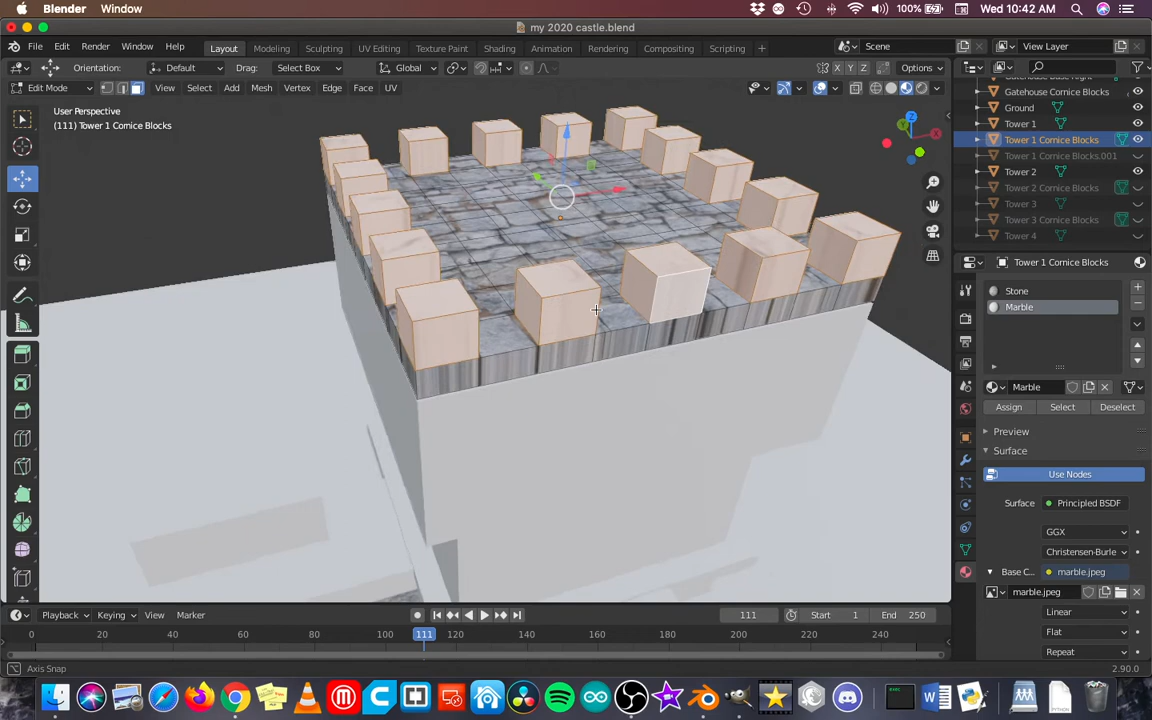 Blender Window 100% Wed 10:42 AM
my 2020 castle.blend
File Edit Render Window Help Layout Modeling Sculpting UV Editing Texture Paint Shading Animation Rendering Compositing Scripting + Scene View Layer
Orientation: Default Drag: Select Box Global X Y Z Options
Edit Mode View Select Add Mesh Vertex Edge Face UV
User Perspective
(111) Tower 1 Cornice Blocks
X
Z
Gatehouse Base Right
Gatehouse Cornice Blocks
Ground
Tower 1
Tower 1 Cornice Blocks
Tower 1 Cornice Blocks.001
Tower 2
Tower 2 Cornice Blocks
Tower 3
Tower 3 Cornice Blocks
Tower 4
Tower 1 Cornice Blocks
Stone
Marble
Marble
Assign Select Deselect
Preview
Surface
Use Nodes
Surface Principled BSDF
GGX
Christensen-Burle
Base C... marble.jpeg
marble.jpeg
Linear
Flat
Repeat
Playback Keying View Marker 111 Start 1 End 250
0 20 40 60 80 100 111 120 140 160 180 200 220 240
Axis Snap 2.90.0